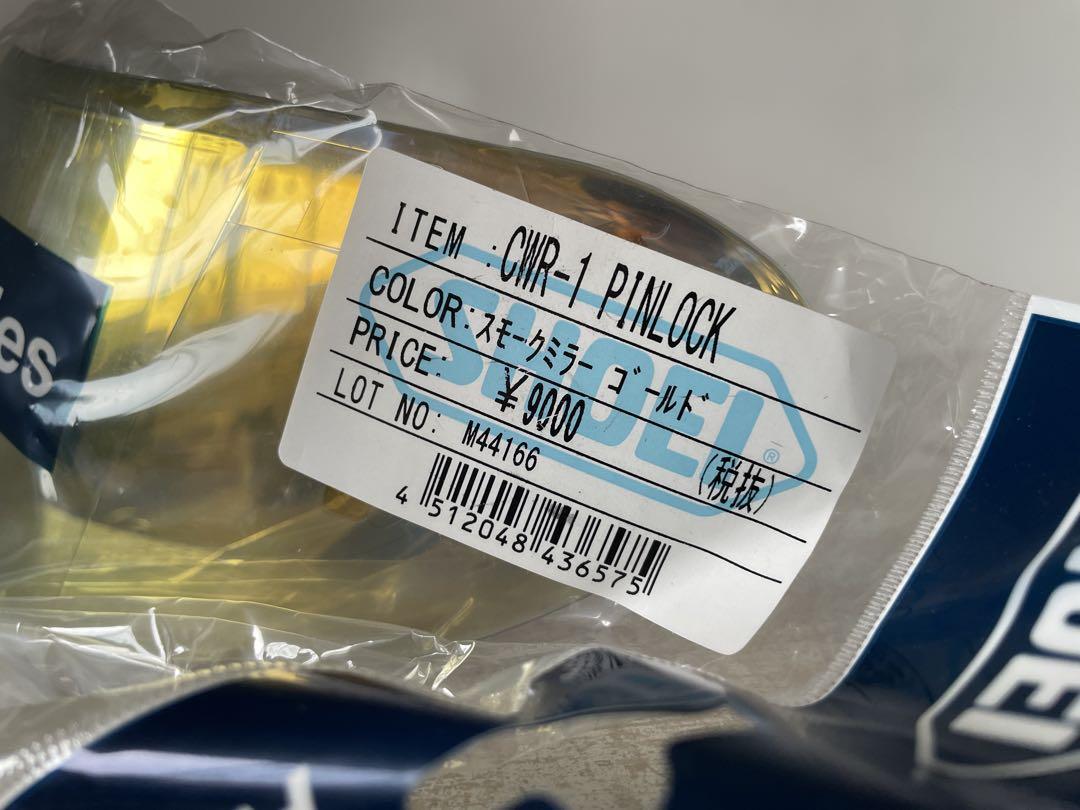 ITEM : CWR-1 PINLOCK
COLOR: スモークミラー ゴールド
PRICE: ¥9000 (税抜)
LOT NO: M44166
SHOEI®
4 512048 436575
es